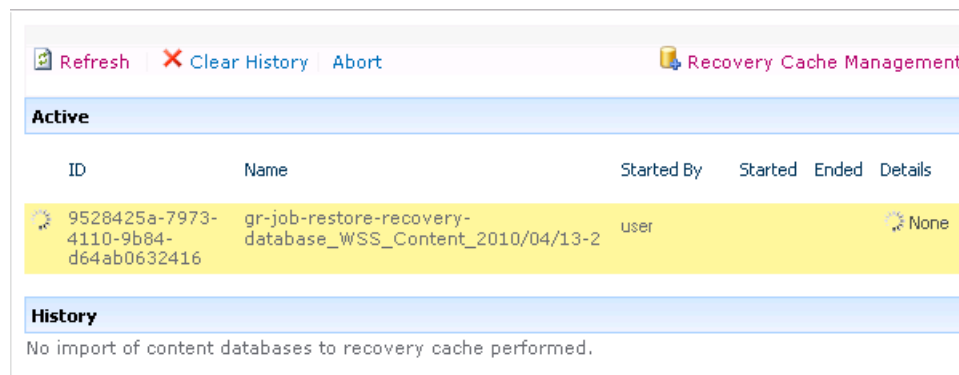 Refresh Clear History Abort Recovery Cache Management
Active
ID Name Started By Started Ended Details
9528425a-7973- gr-job-restore-recovery- user None
4110-9b84- database_WSS_Content_2010/04/13-2
d64ab0632416
History
No import of content databases to recovery cache performed.